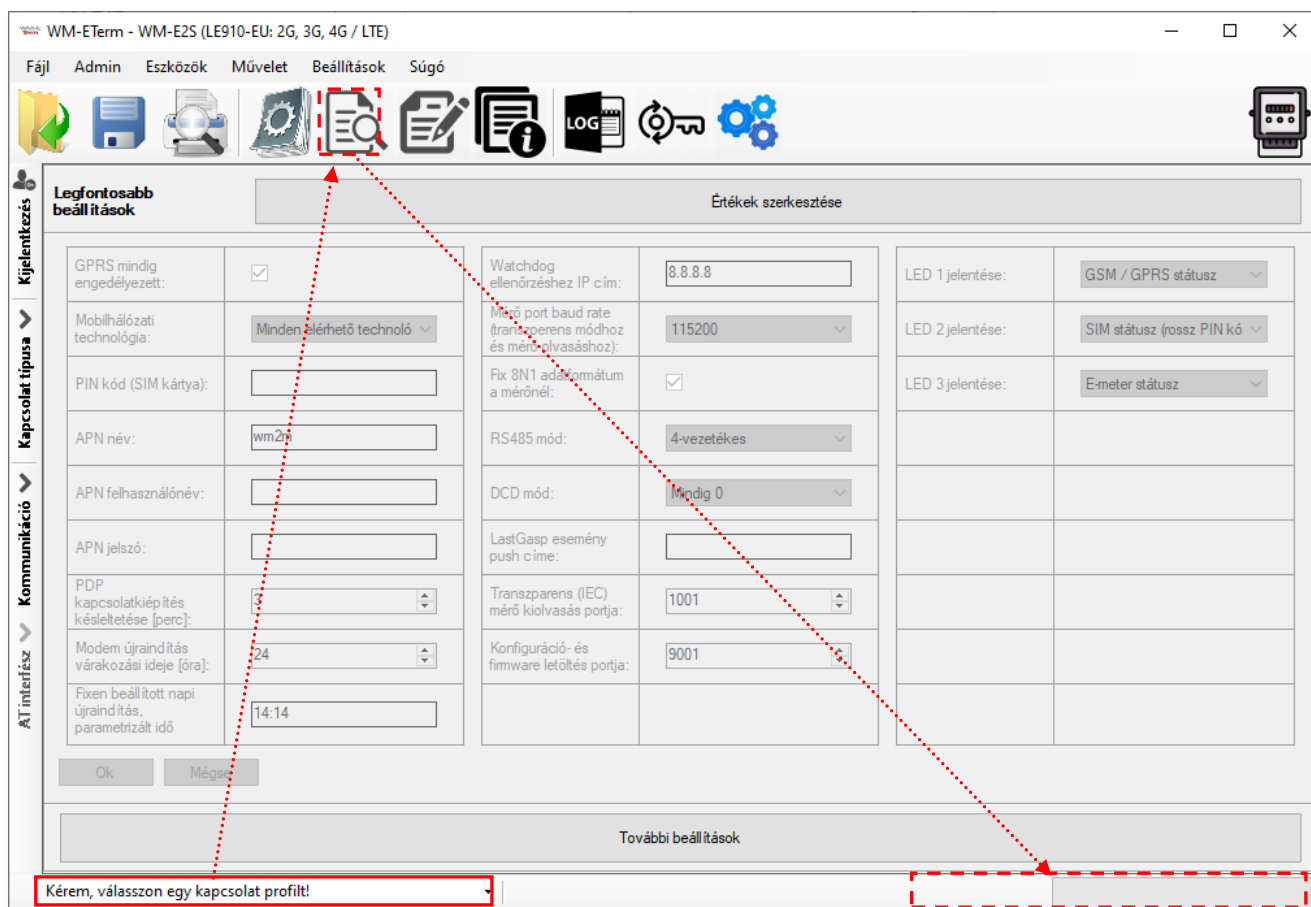 WM-ETerm - WM-E2S (LE910-EU: 2G, 3G, 4G / LTE)
Fájl Admin Eszközök Művelet Beállítások Súgó
LOG
Kijelentkezés
Kapcsolat típusa
Kommunikáció
AT interfész
Legfontosabb
beállítások
Értékek szerkesztése
GPRS mindig
engedélyezett:
Mobilhálózati
technológia:
Minden elérhető technoló
PIN kód (SIM kártya):
APN név:
wm2m
APN felhasználónév:
APN jelszó:
PDP
kapcsolatkiépítés
késleltetése [perc]:
3
Modem újraindítás
várakozási ideje [óra]:
24
Fixen beállított napi
újraindítás,
parametrizált idő
14:14
Watchdog
ellenőrzéshez IP cím:
8.8.8.8
Mérő port baud rate
(transzperens módhoz
és mérő olvasáshoz):
115200
Fix 8N1 adatformátum
a mérőnél:
RS485 mód:
4-vezetékes
DCD mód:
Mindig 0
LastGasp esemény
push címe:
Transzparens (IEC)
mérő kiolvasás portja:
1001
Konfiguráció- és
firmware letöltés portja:
9001
LED 1 jelentése:
GSM / GPRS státusz
LED 2 jelentése:
SIM státusz (rossz PIN kó
LED 3 jelentése:
E-meter státusz
Ok Mégse
További beállítások
Kérem, válasszon egy kapcsolat profilt!